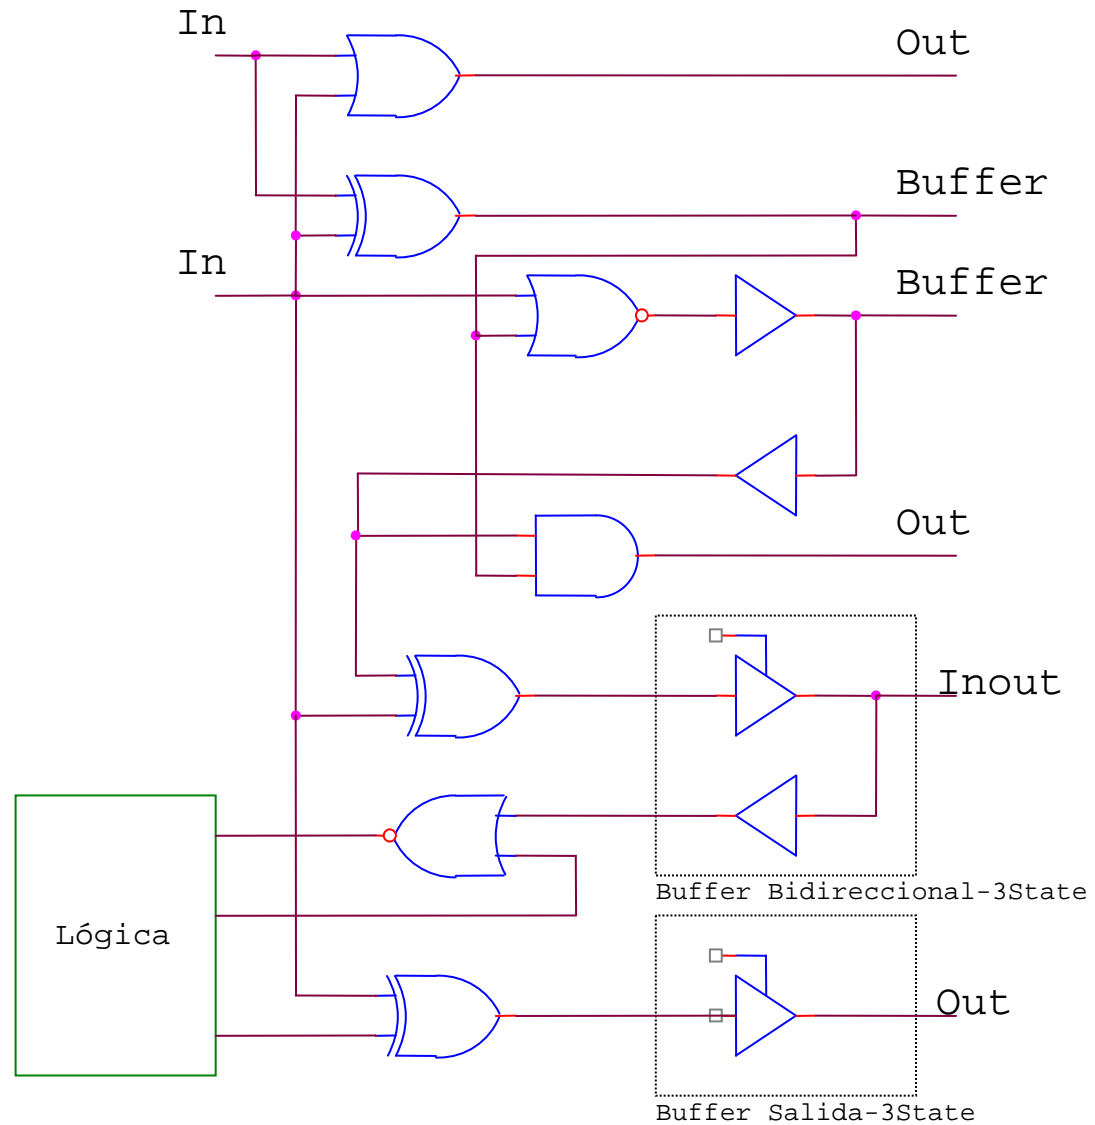 In
Out
Buffer
In
Buffer
Out
Inout
Buffer Bidireccional-3State
Lógica
Out
Buffer Salida-3State